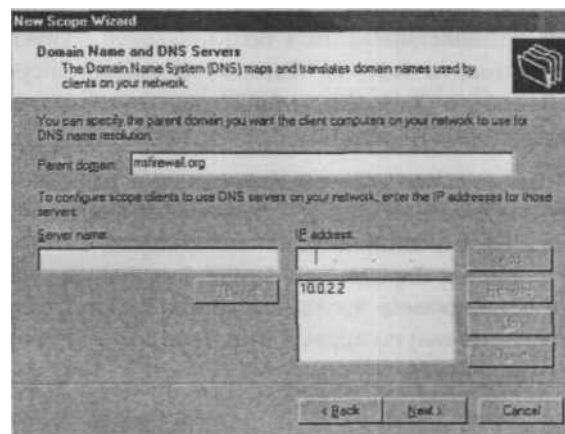 New Scope Wizard
Domain Name and DNS Servers
The Domain Name System (DNS) maps and translates domain names used by
clients on your network.
You can specify the parent domain you want the client computers on your network to use for
DNS name resolution.
Parent domain: msfirewall.org
To configure scope clients to use DNS servers on your network, enter the IP addresses for those
servers.
Server name: IP address:
10.0.2.2
< Back Next > Cancel